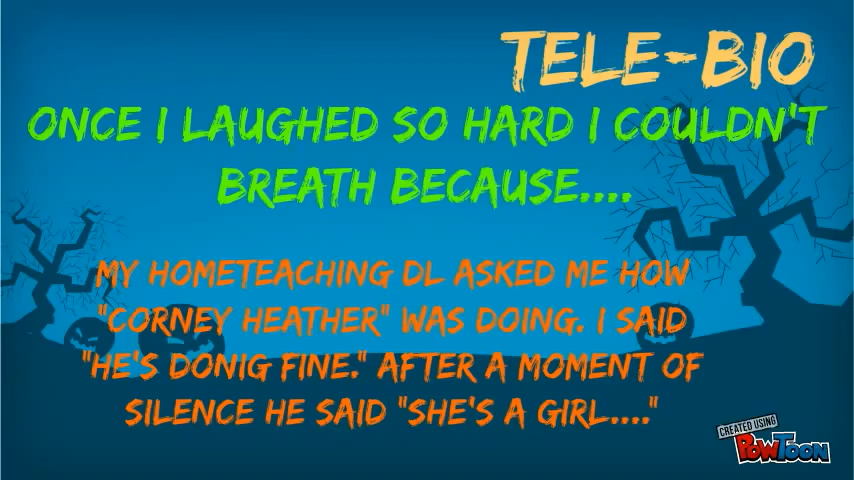 TELE-BIO
ONCE I LAUGHED SO HARD I COULDN'T
BREATH BECAUSE....
MY HOMETEACHING DL ASKED ME HOW
"CORNEY HEATHER" WAS DOING. I SAID
"HE'S DONIG FINE." AFTER A MOMENT OF
SILENCE HE SAID "SHE'S A GIRL...."
CREATED USING
POWTOON